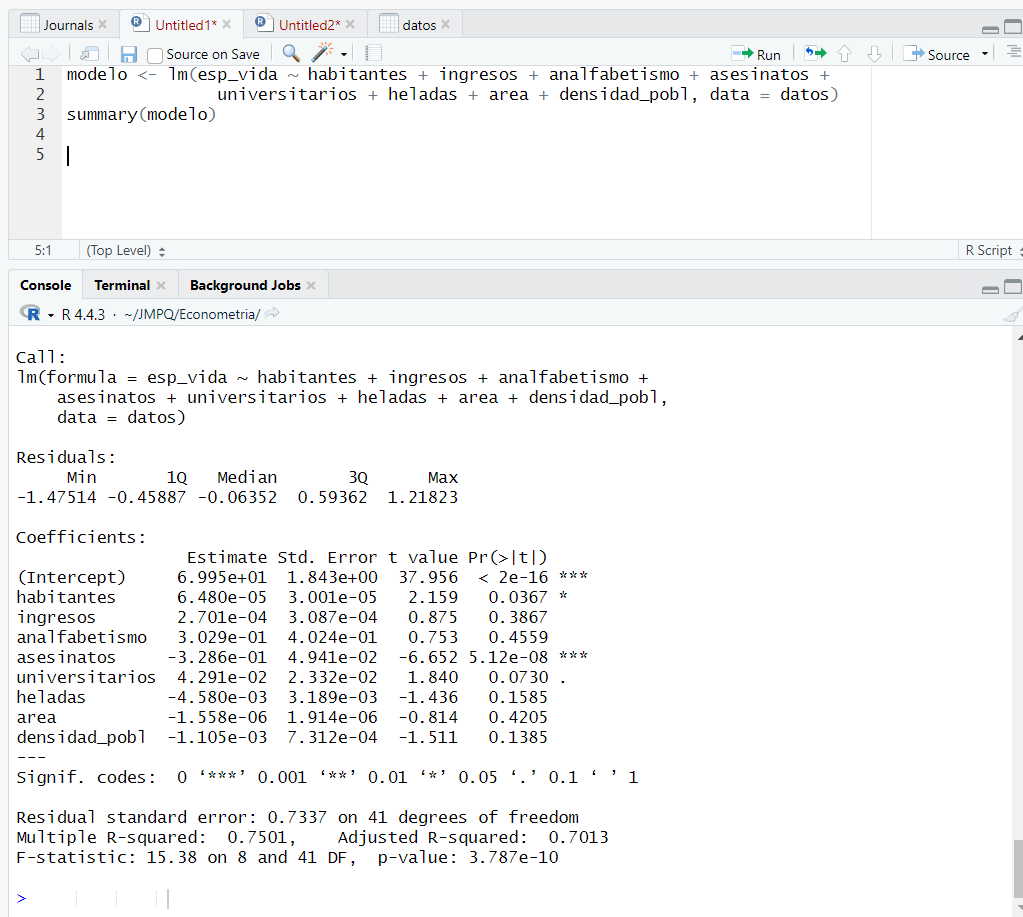 Journals × Untitled1* × Untitled2* × datos ×
Source on Save Run Source
1 modelo <- lm(esp_vida ~ habitantes + ingresos + analfabetismo + asesinatos +
2 universitarios + heladas + area + densidad_pobl, data = datos)
3 summary(modelo)
4
5
5:1 (Top Level) R Script
Console Terminal × Background Jobs ×
R R 4.4.3 · ~/JMPQ/Econometria/
Call:
lm(formula = esp_vida ~ habitantes + ingresos + analfabetismo +
asesinatos + universitarios + heladas + area + densidad_pobl,
data = datos)
Residuals:
Min 1Q Median 3Q Max
-1.47514 -0.45887 -0.06352 0.59362 1.21823
Coefficients:
Estimate Std. Error t value Pr(>|t|)
(Intercept) 6.995e+01 1.843e+00 37.956 < 2e-16 ***
habitantes 6.480e-05 3.001e-05 2.159 0.0367 *
ingresos 2.701e-04 3.087e-04 0.875 0.3867
analfabetismo 3.029e-01 4.024e-01 0.753 0.4559
asesinatos -3.286e-01 4.941e-02 -6.652 5.12e-08 ***
universitarios 4.291e-02 2.332e-02 1.840 0.0730 .
heladas -4.580e-03 3.189e-03 -1.436 0.1585
area -1.558e-06 1.914e-06 -0.814 0.4205
densidad_pobl -1.105e-03 7.312e-04 -1.511 0.1385
---
Signif. codes: 0 ‘***’ 0.001 ‘**’ 0.01 ‘*’ 0.05 ‘.’ 0.1 ‘ ’ 1
Residual standard error: 0.7337 on 41 degrees of freedom
Multiple R-squared: 0.7501, Adjusted R-squared: 0.7013
F-statistic: 15.38 on 8 and 41 DF, p-value: 3.787e-10
>